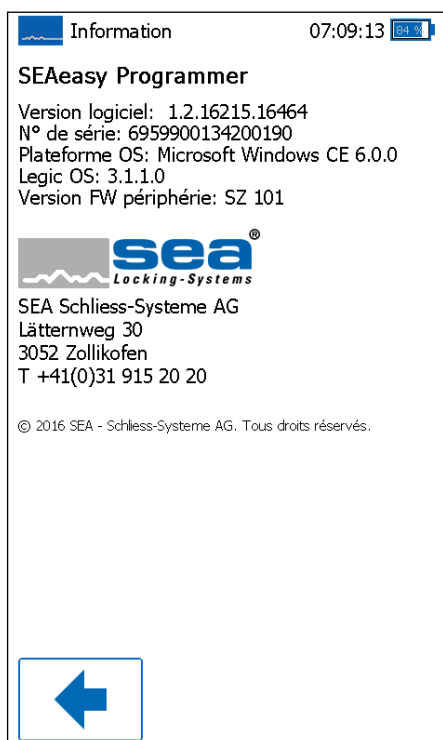 Information 07:09:13 84 %
SEAeasy Programmer
Version logiciel: 1.2.16215.16464
N° de série: 6959900134200190
Plateforme OS: Microsoft Windows CE 6.0.0
Legic OS: 3.1.1.0
Version FW périphérie: SZ 101
sea®
Locking-Systems
SEA Schliess-Systeme AG
Lätternweg 30
3052 Zollikofen
T +41(0)31 915 20 20
© 2016 SEA - Schliess-Systeme AG. Tous droits réservés.